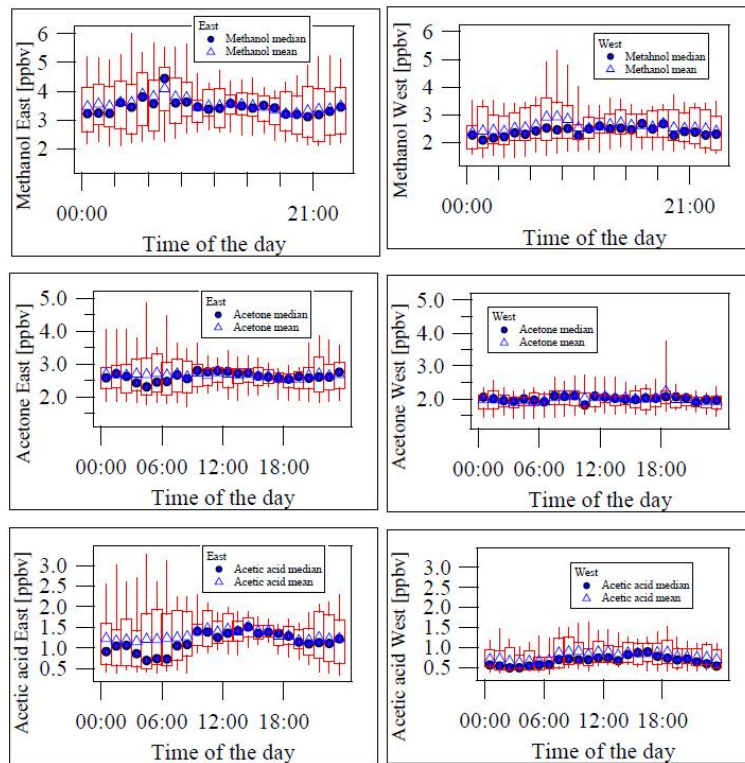 Methanol East [ppbv]
6
5
4
3
2
East
Methanol median
Methanol mean
00:00 21:00
Time of the day
Methanol West [ppbv]
6
5
4
3
2
West
Metahnol median
Methanol mean
00:00 21:00
Time of the day
Acetone East [ppbv]
5.0
4.0
3.0
2.0
East
Acetone median
Acetone mean
00:00 06:00 12:00 18:00
Time of the day
Acetone West [ppbv]
5.0
4.0
3.0
2.0
West
Acetone median
Acetone mean
00:00 06:00 12:00 18:00
Time of the day
Acetic acid East [ppbv]
3.0
2.5
2.0
1.5
1.0
0.5
East
Acetic acid median
Acetic acid mean
00:00 06:00 12:00 18:00
Time of the day
Acetic acid West [ppbv]
3.0
2.5
2.0
1.5
1.0
0.5
West
Acetic acid median
Acetic acid mean
00:00 06:00 12:00 18:00
Time of the day